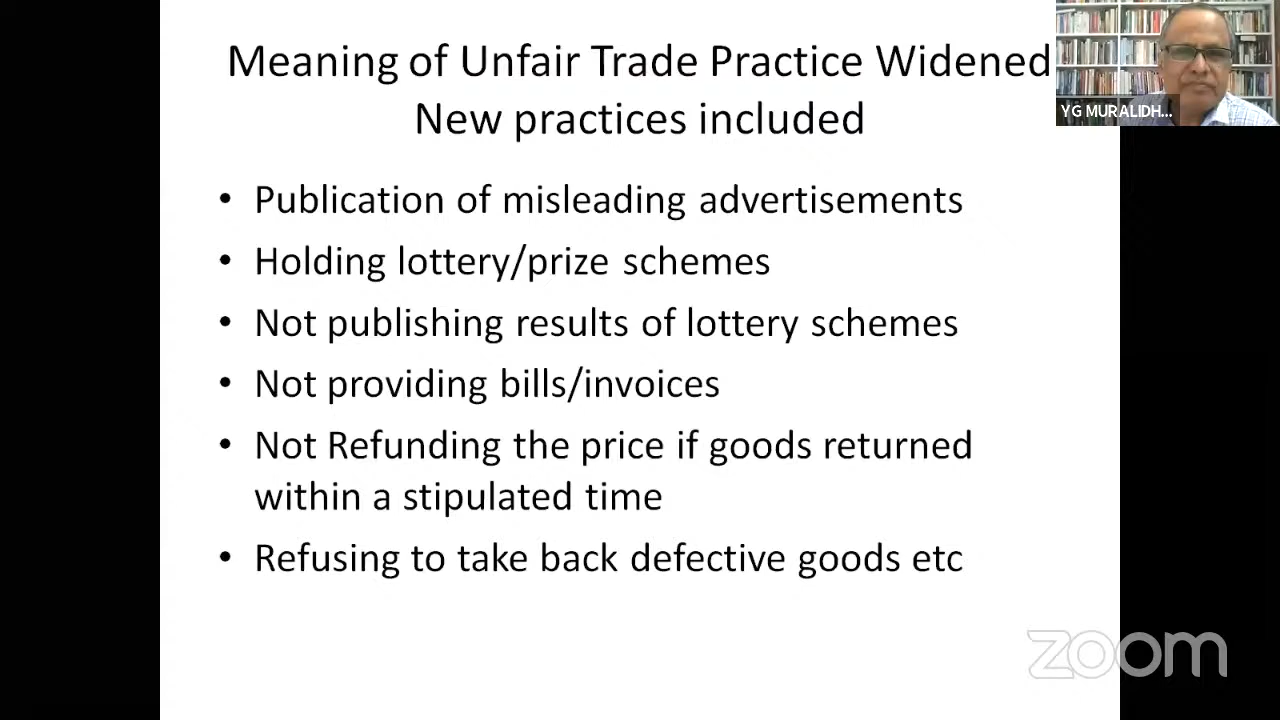 Meaning of Unfair Trade Practice Widened
New practices included
YG MURALIDH...
• Publication of misleading advertisements
• Holding lottery/prize schemes
• Not publishing results of lottery schemes
• Not providing bills/invoices
• Not Refunding the price if goods returned
within a stipulated time
• Refusing to take back defective goods etc
zoom